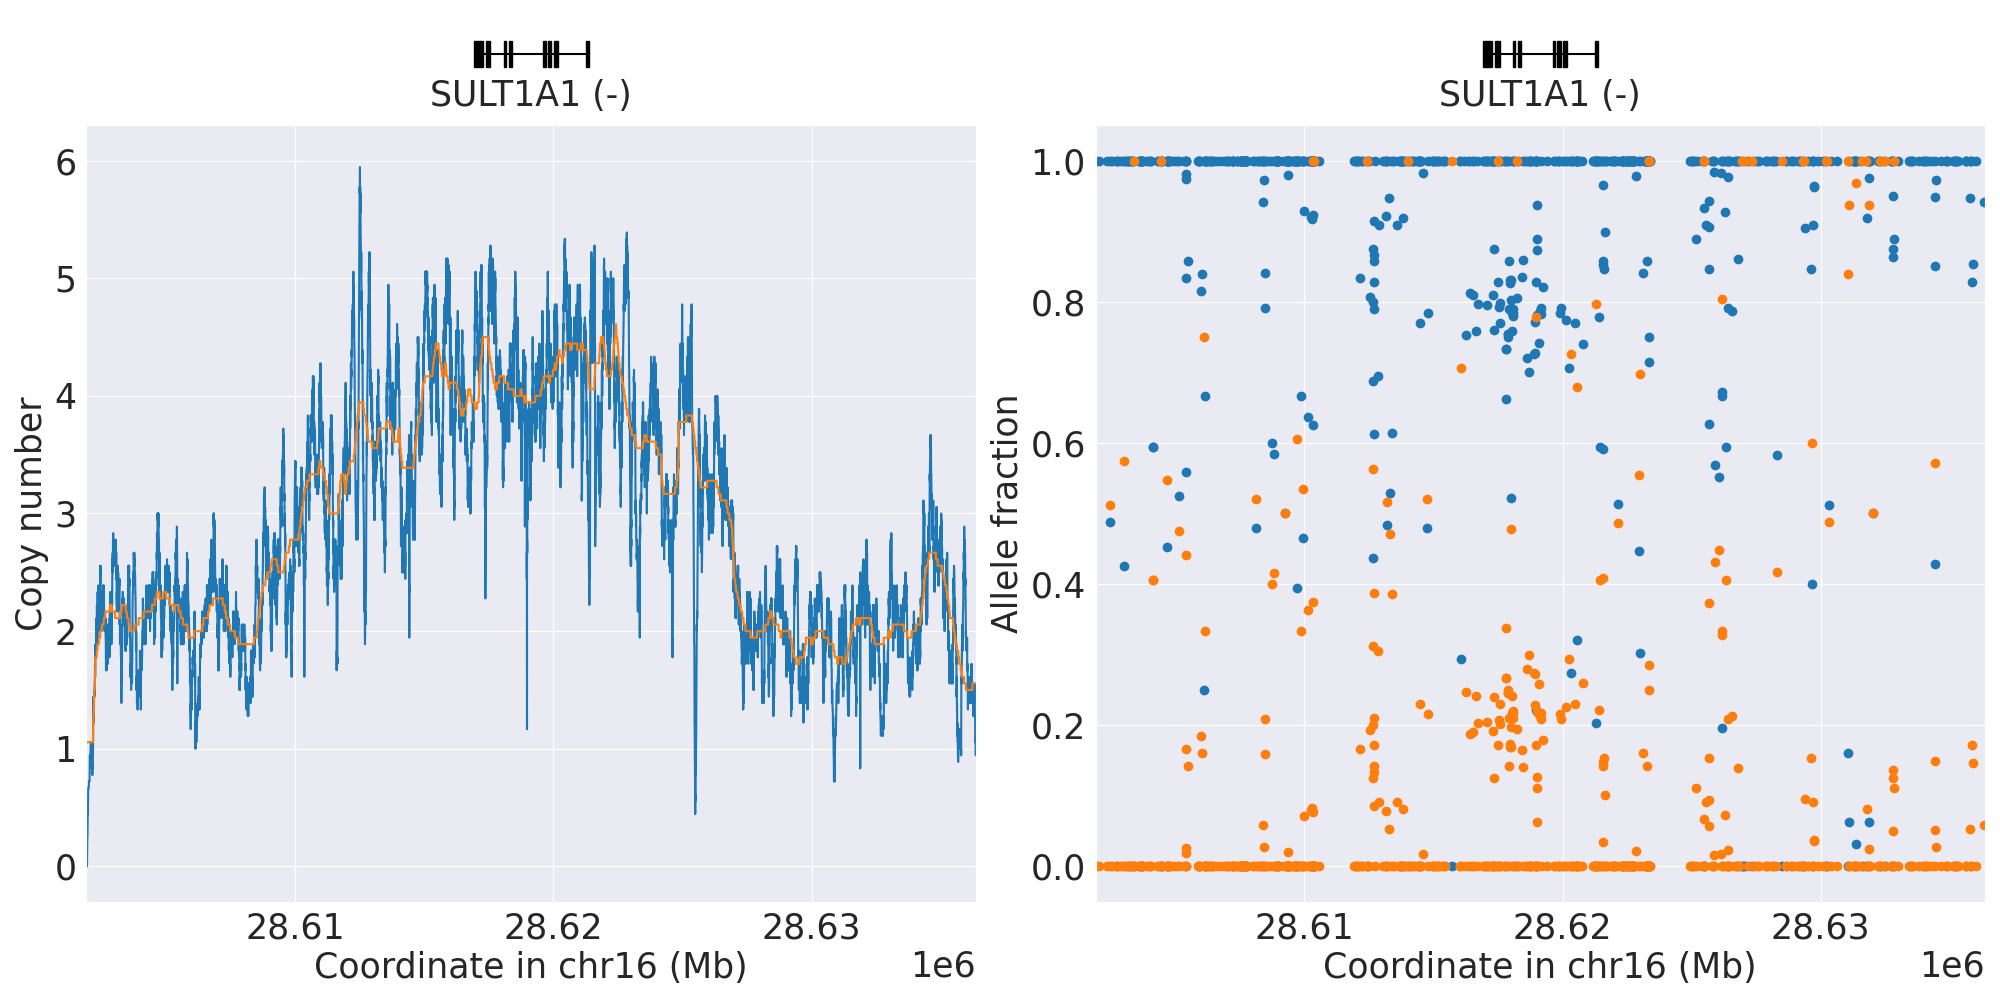 SULT1A1 (-)
SULT1A1 (-)
6
5
4
3
2
1
0
Copy number
28.61
28.62
28.63
Coordinate in chr16 (Mb)
1e6
1.0
0.8
0.6
0.4
0.2
0.0
Allele fraction
28.61
28.62
28.63
Coordinate in chr16 (Mb)
1e6